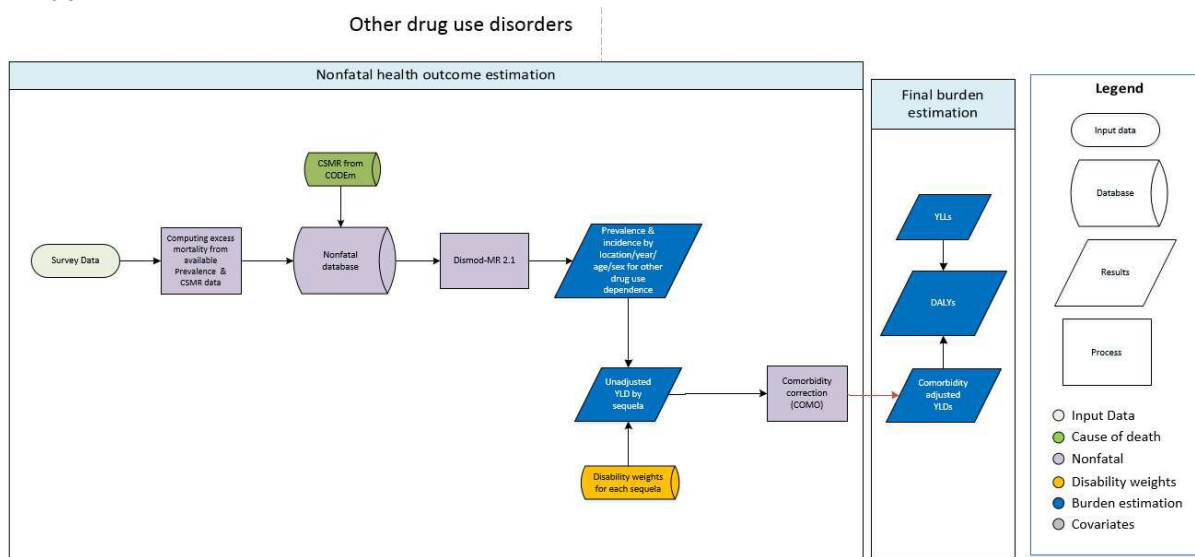 Other drug use disorders
Nonfatal health outcome estimation
CSMR from
CODEm
Survey Data
Computing excess
mortality from
available
Prevalence &
CSMR data
Nonfatal
database
Dismod-MR 2.1
Prevalence &
incidence by
location/year/
age/sex for other
drug use
dependence
Unadjusted
YLD by
sequela
Comorbidity
correction
(COMO)
Disability weights
for each sequela
Final burden
estimation
YLLs
DALYs
Comorbidity
adjusted
YLDs
Legend
Input data
Database
Results
Process
Input Data
Cause of death
Nonfatal
Disability weights
Burden estimation
Covariates